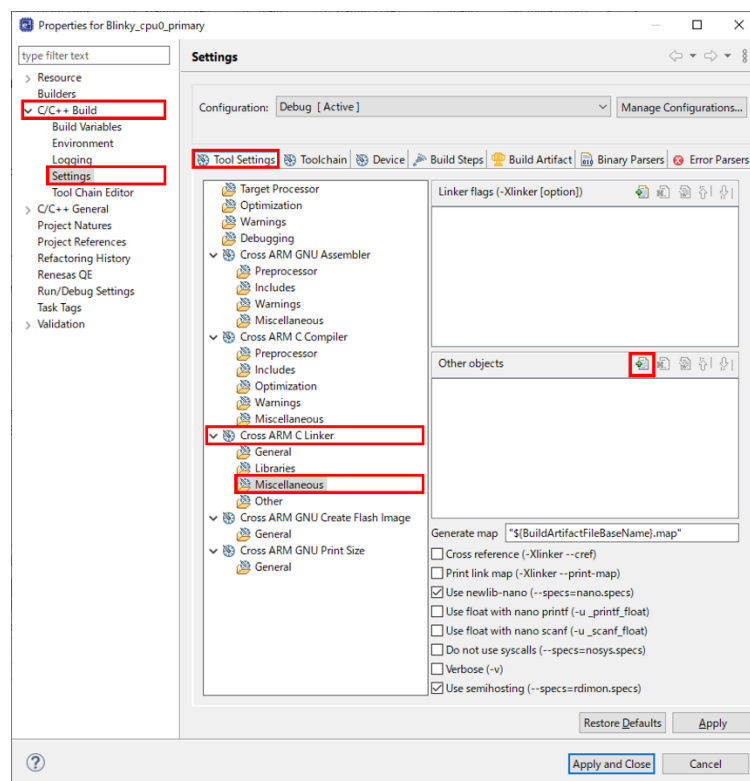 Properties for Blinky_cpu0_primary
type filter text
Resource
Builders
C/C++ Build
Build Variables
Environment
Logging
Settings
Tool Chain Editor
C/C++ General
Project Natures
Project References
Refactoring History
Renesas QE
Run/Debug Settings
Task Tags
Validation
Settings
Configuration: Debug [ Active ]
Manage Configurations...
Tool Settings
Toolchain
Device
Build Steps
Build Artifact
Binary Parsers
Error Parsers
Target Processor
Optimization
Warnings
Debugging
Cross ARM GNU Assembler
Preprocessor
Includes
Warnings
Miscellaneous
Cross ARM C Compiler
Preprocessor
Includes
Optimization
Warnings
Miscellaneous
Cross ARM C Linker
General
Libraries
Miscellaneous
Other
Cross ARM GNU Create Flash Image
General
Cross ARM GNU Print Size
General
Linker flags (-Xlinker [option])
Other objects
Generate map "${BuildArtifactFileBaseName}.map"
Cross reference (-Xlinker --cref)
Print link map (-Xlinker --print-map)
Use newlib-nano (--specs=nano.specs)
Use float with nano printf (-u _printf_float)
Use float with nano scanf (-u _scanf_float)
Do not use syscalls (--specs=nosys.specs)
Verbose (-v)
Use semihosting (--specs=rdimon.specs)
Restore Defaults
Apply
Apply and Close
Cancel